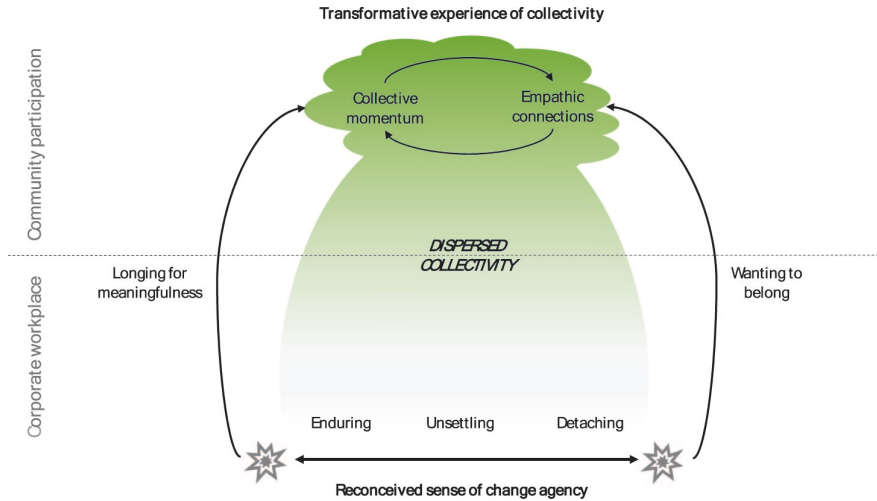 Transformative experience of collectivity
Community participation
Collective
momentum
Empathic
connections
DISPERSED
COLLECTIVITY
Longing for
meaningfulness
Wanting to
belong
Corporate workplace
Enduring
Unsettling
Detaching
Reconceived sense of change agency